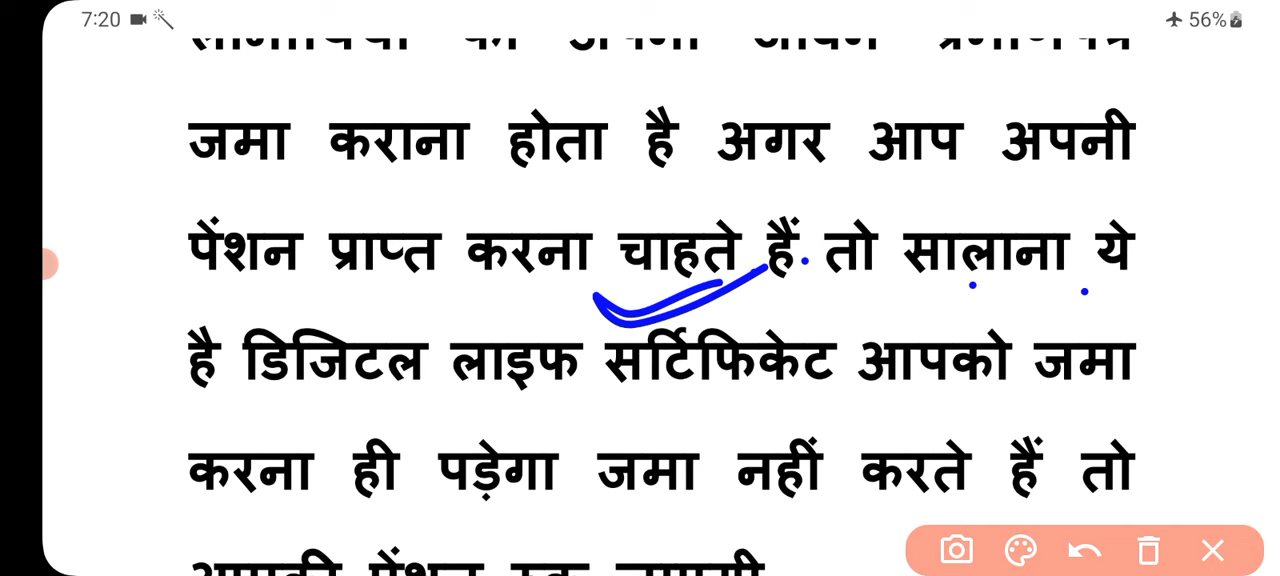 7:20
56%
जमा कराना होता है अगर आप अपनी
पेंशन प्राप्त करना चाहते हैं तो सालाना ये
है डिजिटल लाइफ सर्टिफिकेट आपको जमा
करना ही पड़ेगा जमा नहीं करते हैं तो